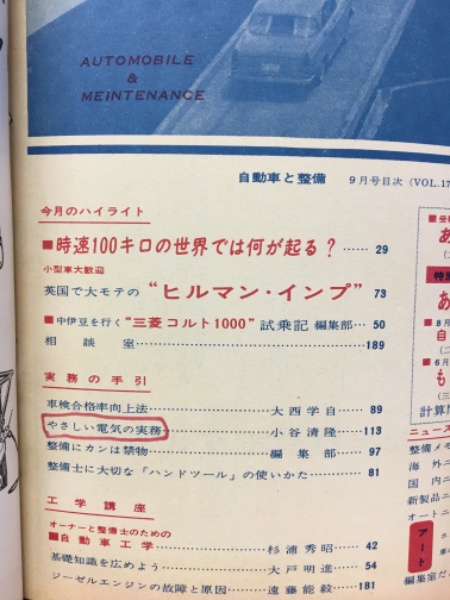 AUTOMOBILE
&
MEINTENANCE
自動車と整備 9月号目次 (VOL.17
今月のハイライト
■時速100キロの世界では何が起る？…… 29
小型車大歓迎
英国で大モテの “ヒルマン・インプ” 73
■中伊豆を行く“三菱コルト1000”試乗記 編集部… 50
相談室……………………………………189
実務の手引
車検合格率向上法……………………大西学自…… 89
やさしい電気の実務…………………小谷清隆……113
整備にカンは禁物……………………編集部…… 97
整備士に大切な「ハンドツール」の使いかた…… 81
工学講座
オーナーと整備士のための
■自動車工学……………………杉浦秀昭…… 42
基礎知識を広めよう……………………大戸明進…… 54
ジーゼルエンジンの故障と原因………遠藤能毅……181
■受
あ
特
あ
■8月
自
■6月
も
計算
ニュース
整備メモ
海外ニ
国内ニ
新製品ニ
オートニ
アート
編集室だ